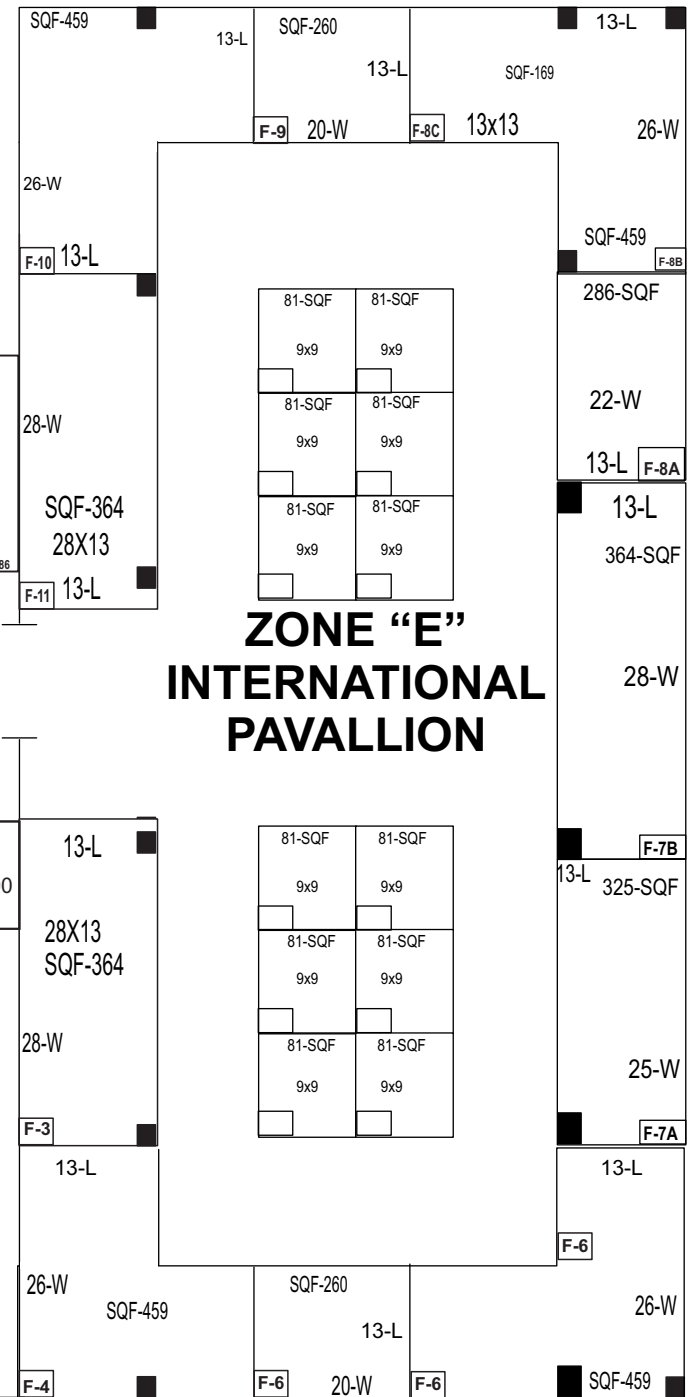 SQF-459
13-L
SQF-260
13-L
13-L
SQF-169
F-9
20-W
F-8C
13x13
26-W
26-W
SQF-459
F-8B
F-10
13-L
286-SQF
22-W
13-L
F-8A
28-W
SQF-364
28X13
F-11
13-L
86
81-SQF
81-SQF
9x9
9x9
81-SQF
81-SQF
9x9
9x9
81-SQF
81-SQF
9x9
9x9
13-L
364-SQF
28-W
F-7B
ZONE “E”
INTERNATIONAL
PAVALLION
13-L
28X13
SQF-364
28-W
F-3
81-SQF
81-SQF
9x9
9x9
81-SQF
81-SQF
9x9
9x9
81-SQF
81-SQF
9x9
9x9
13-L
325-SQF
25-W
F-7A
13-L
26-W
SQF-459
F-4
SQF-260
13-L
F-6
20-W
F-6
13-L
F-6
26-W
SQF-459